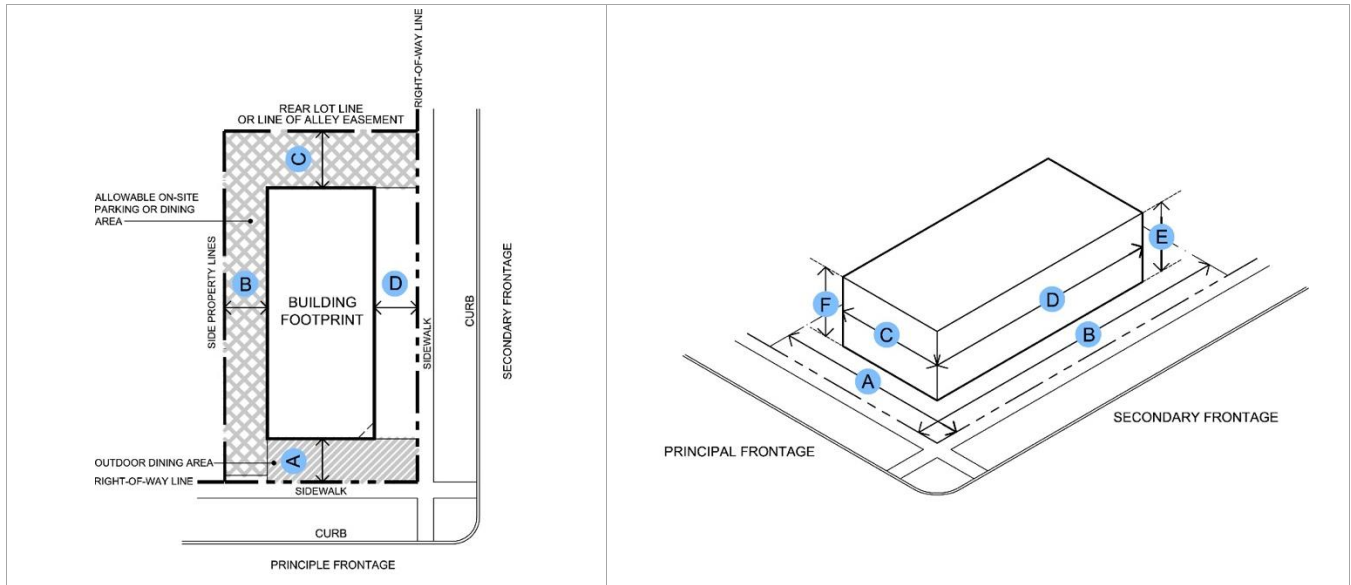 RIGHT-OF-WAY LINE
REAR LOT LINE
OR LINE OF ALLEY EASEMENT
C
ALLOWABLE ON-SITE
PARKING OR DINING
AREA
SIDE PROPERTY LINES
B
BUILDING
FOOTPRINT
D
SIDEWALK
CURB
SECONDARY FRONTAGE
OUTDOOR DINING AREA
A
RIGHT-OF-WAY LINE
SIDEWALK
CURB
PRINCIPLE FRONTAGE
E
F
D
C
B
A
SECONDARY FRONTAGE
PRINCIPAL FRONTAGE